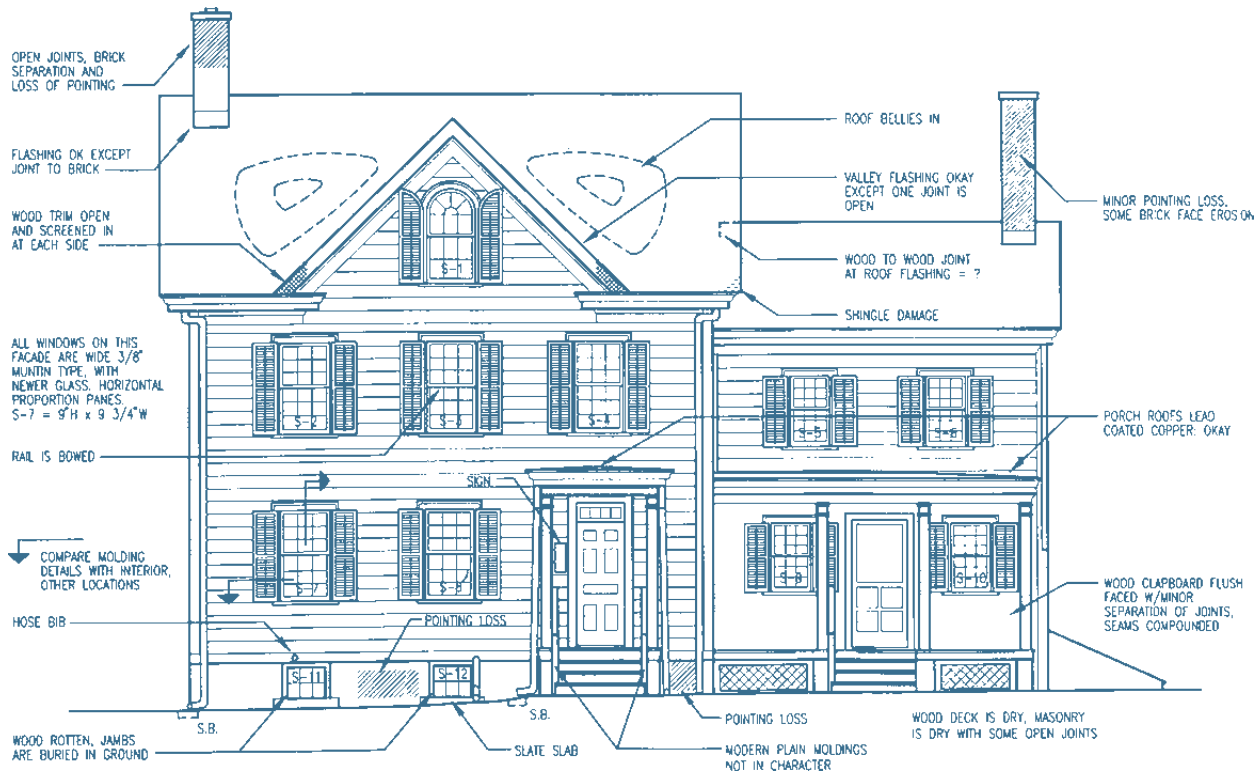 OPEN JOINTS, BRICK
SEPARATION AND
LOSS OF POINTING
FLASHING OK EXCEPT
JOINT TO BRICK
WOOD TRIM OPEN
AND SCREENED IN
AT EACH SIDE
ALL WINDOWS ON THIS
FACADE ARE WIDE 3/8"
MUNTIN TYPE, WITH
NEWER GLASS. HORIZONTAL
PROPORTION PANES.
S-7 = 9"H x 9 3/4"W
RAIL IS BOWED
COMPARE MOLDING
DETAILS WITH INTERIOR,
OTHER LOCATIONS
HOSE BIB
WOOD ROTTEN, JAMBS
ARE BURIED IN GROUND
S.B.
SLATE SLAB
S.B.
POINTING LOSS
SIGN
S-1
S-2
S-3
S-4
S-5
S-6
S-7
S-8
S-9
S-10
S-11
S-12
ROOF BELLIES IN
VALLEY FLASHING OKAY
EXCEPT ONE JOINT IS
OPEN
MINOR POINTING LOSS,
SOME BRICK FACE EROSION
WOOD TO WOOD JOINT
AT ROOF FLASHING = ?
SHINGLE DAMAGE
PORCH ROOFS LEAD
COATED COPPER: OKAY
WOOD CLAPBOARD FLUSH
FACED W/MINOR
SEPARATION OF JOINTS,
SEAMS COMPOUNDED
POINTING LOSS
MODERN PLAIN MOLDINGS
NOT IN CHARACTER
WOOD DECK IS DRY, MASONRY
IS DRY WITH SOME OPEN JOINTS